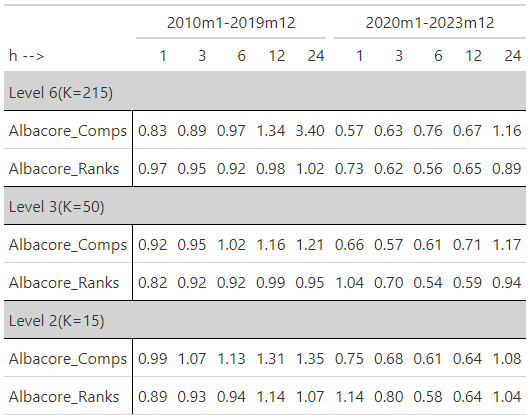 2010m1-2019m12 2020m1-2023m12
h --> 1 3 6 12 24 1 3 6 12 24
Level 6(K=215)
Albacore_Comps 0.83 0.89 0.97 1.34 3.40 0.57 0.63 0.76 0.67 1.16
Albacore_Ranks 0.97 0.95 0.92 0.98 1.02 0.73 0.62 0.56 0.65 0.89
Level 3(K=50)
Albacore_Comps 0.92 0.95 1.02 1.16 1.21 0.66 0.57 0.61 0.71 1.17
Albacore_Ranks 0.82 0.92 0.92 0.99 0.95 1.04 0.70 0.54 0.59 0.94
Level 2(K=15)
Albacore_Comps 0.99 1.07 1.13 1.31 1.35 0.75 0.68 0.61 0.64 1.08
Albacore_Ranks 0.89 0.93 0.94 1.14 1.07 1.14 0.80 0.58 0.64 1.04